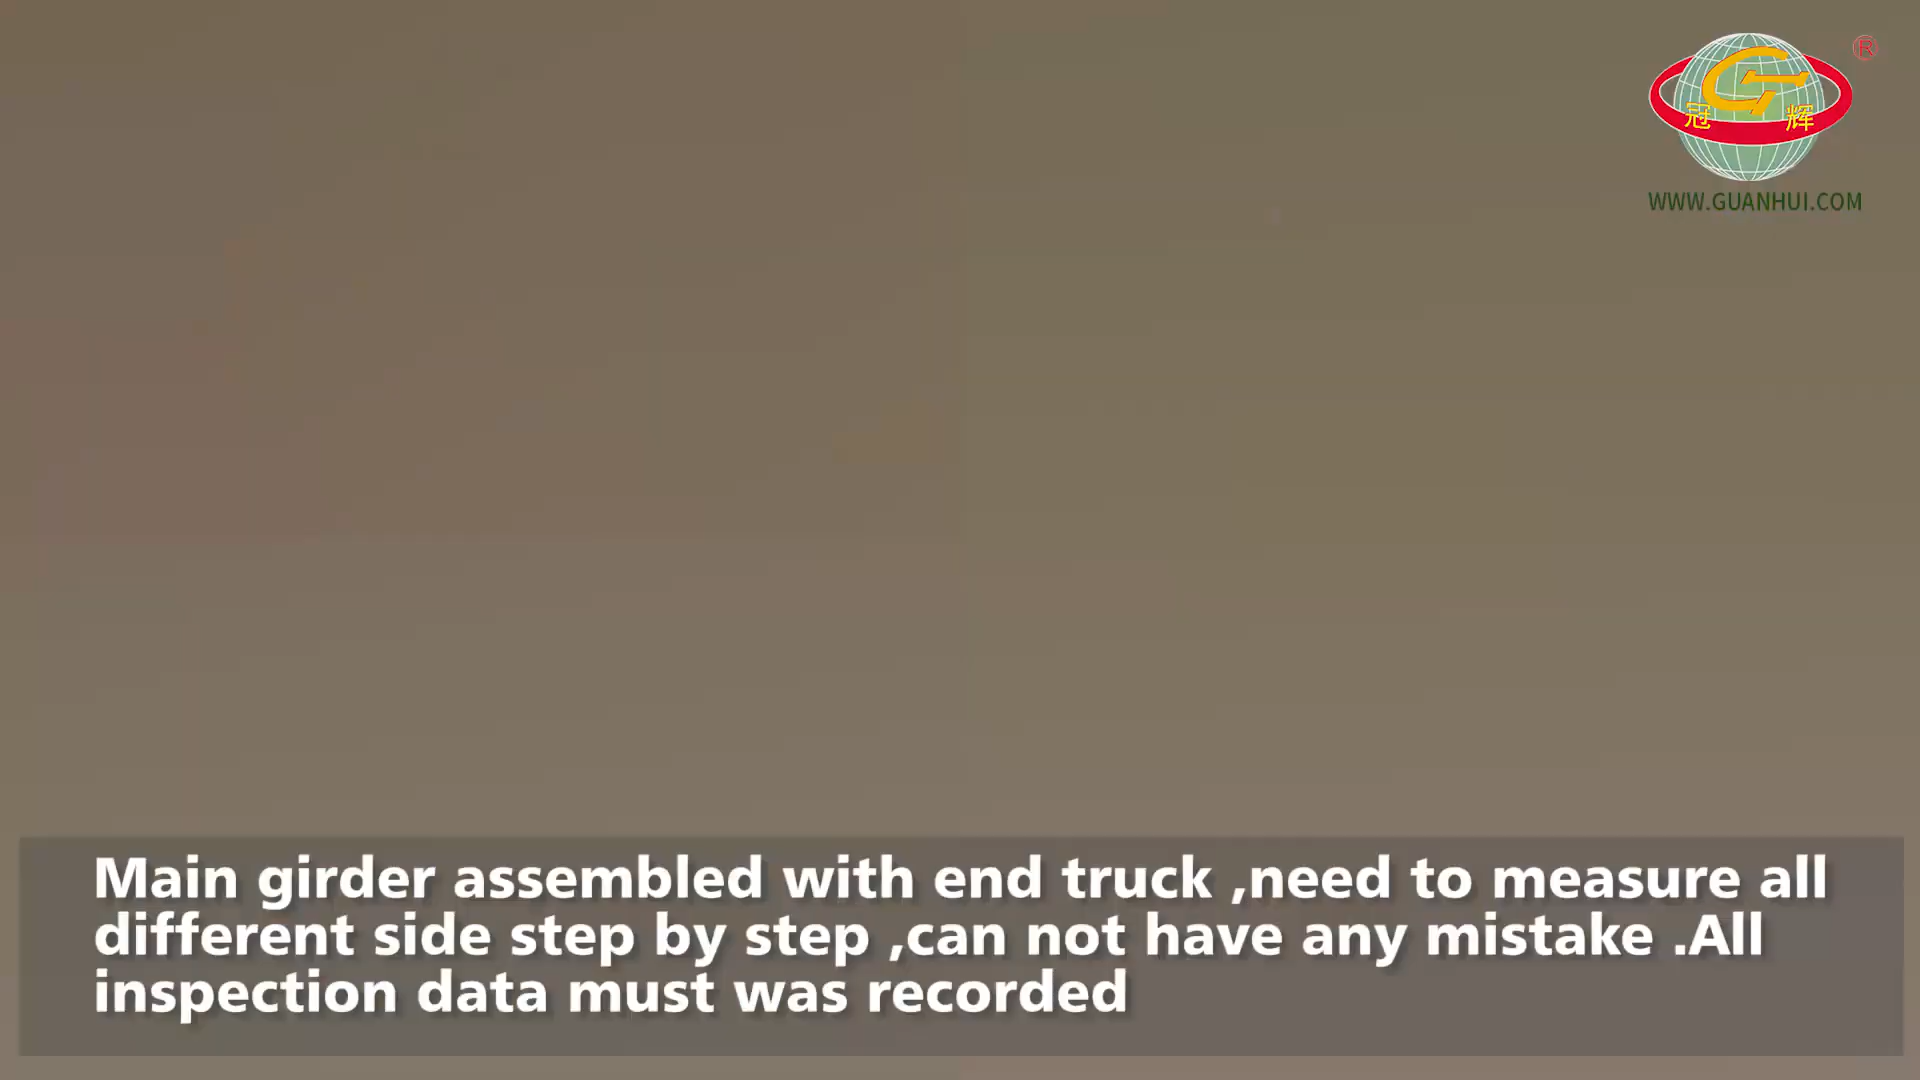 ®
冠 辉
WWW.GUANHUI.COM
Main girder assembled with end truck ,need to measure all
different side step by step ,can not have any mistake .All
inspection data must was recorded